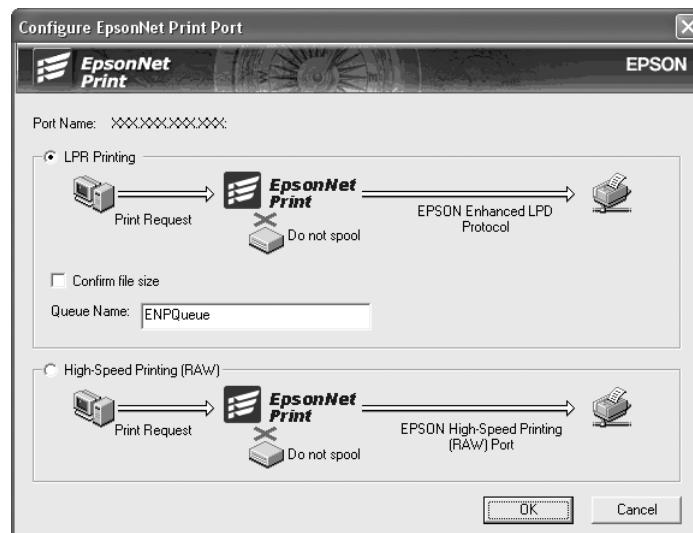 Configure EpsonNet Print Port
EpsonNet
Print
EPSON
Port Name: XXX.XXX.XXX.XXX:
LPR Printing
EpsonNet
Print
Print Request
EPSON Enhanced LPD
Protocol
Do not spool
Confirm file size
Queue Name: ENPQueue
High-Speed Printing (RAW)
EpsonNet
Print
Print Request
EPSON High-Speed Printing
(RAW) Port
Do not spool
OK
Cancel